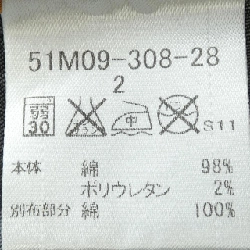 51M09-308-28
2
弱 30 中 S11
本体 綿 98%
ポリウレタン 2%
別布部分 綿 100%